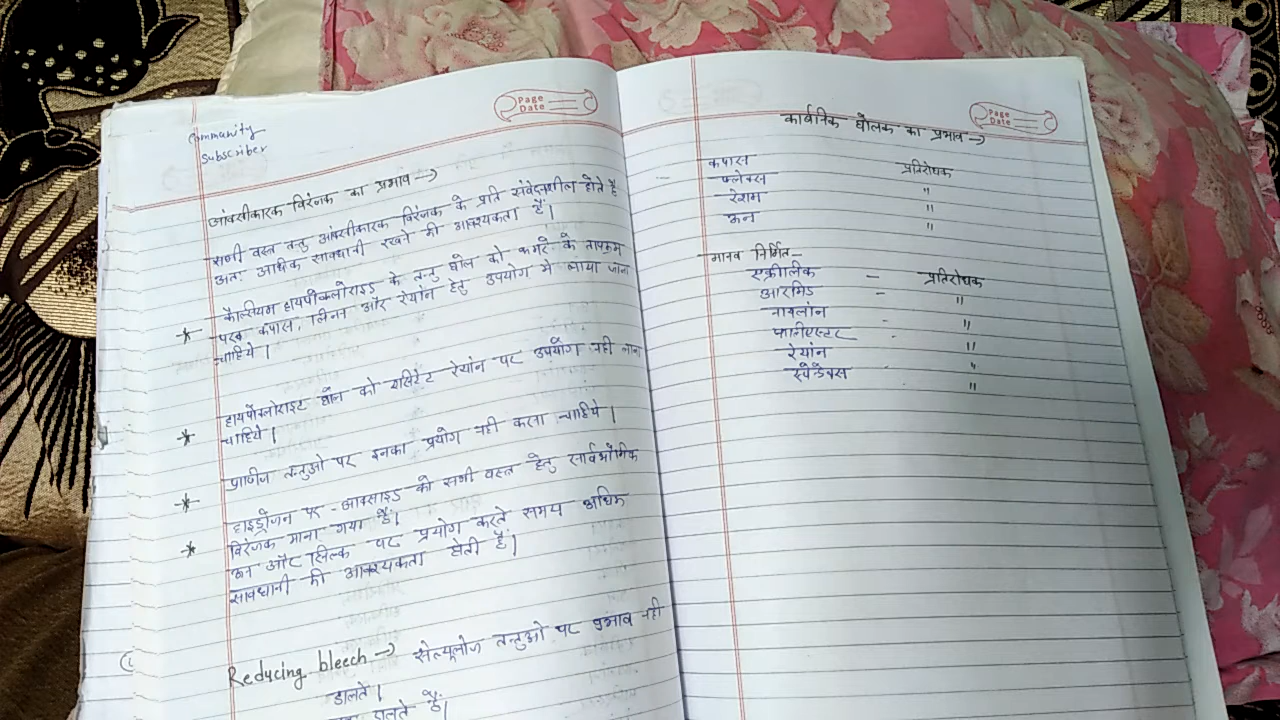 Page
Date
Community
Subscriber
ऑक्सीकारक विरंजक का प्रभाव →
सभी वस्त्र तन्तु ऑक्सीकारक विरंजक के प्रति संवेदनशील होते है
अतः अधिक सावधानी रखने की आवश्यकता हैं।
* कैल्सियम हायपोक्लोराइड के तन्तु घोल को कमरे के तापक्रम
पर कपास, लिनन और रेयॉन हेतु उपयोग मे लाया जाना
चाहिये।
हायपोक्लोराइट घोल को एसिटेट रेयॉन पर उपयोग नही लाना
* चाहिये।
* प्राणिज तन्तुओ पर इनका प्रयोग नही करना चाहिये।
हाइड्रोजन पर-आक्साइड को सभी वस्त्र हेतु सार्वभौमिक
* विरंजक माना गया हैं।
ऊन और सिल्क पर प्रयोग करते समय अधिक
सावधानी की आवश्यकता होती हैं।
Reducing bleech → सेल्यूलोज तन्तुओ पर प्रभाव नही
डालते।
डालते हैं।
Page
Date
कार्बनिक घोलक का प्रभाव →
कपास प्रतिरोधक
फ्लेक्स "
रेशम "
ऊन "
मानव निर्मित -
एक्रीलिक - प्रतिरोधक
आरमिड - "
नायलॉन "
पालीएस्टर - "
रेयॉन - "
स्पेंडेक्स - "